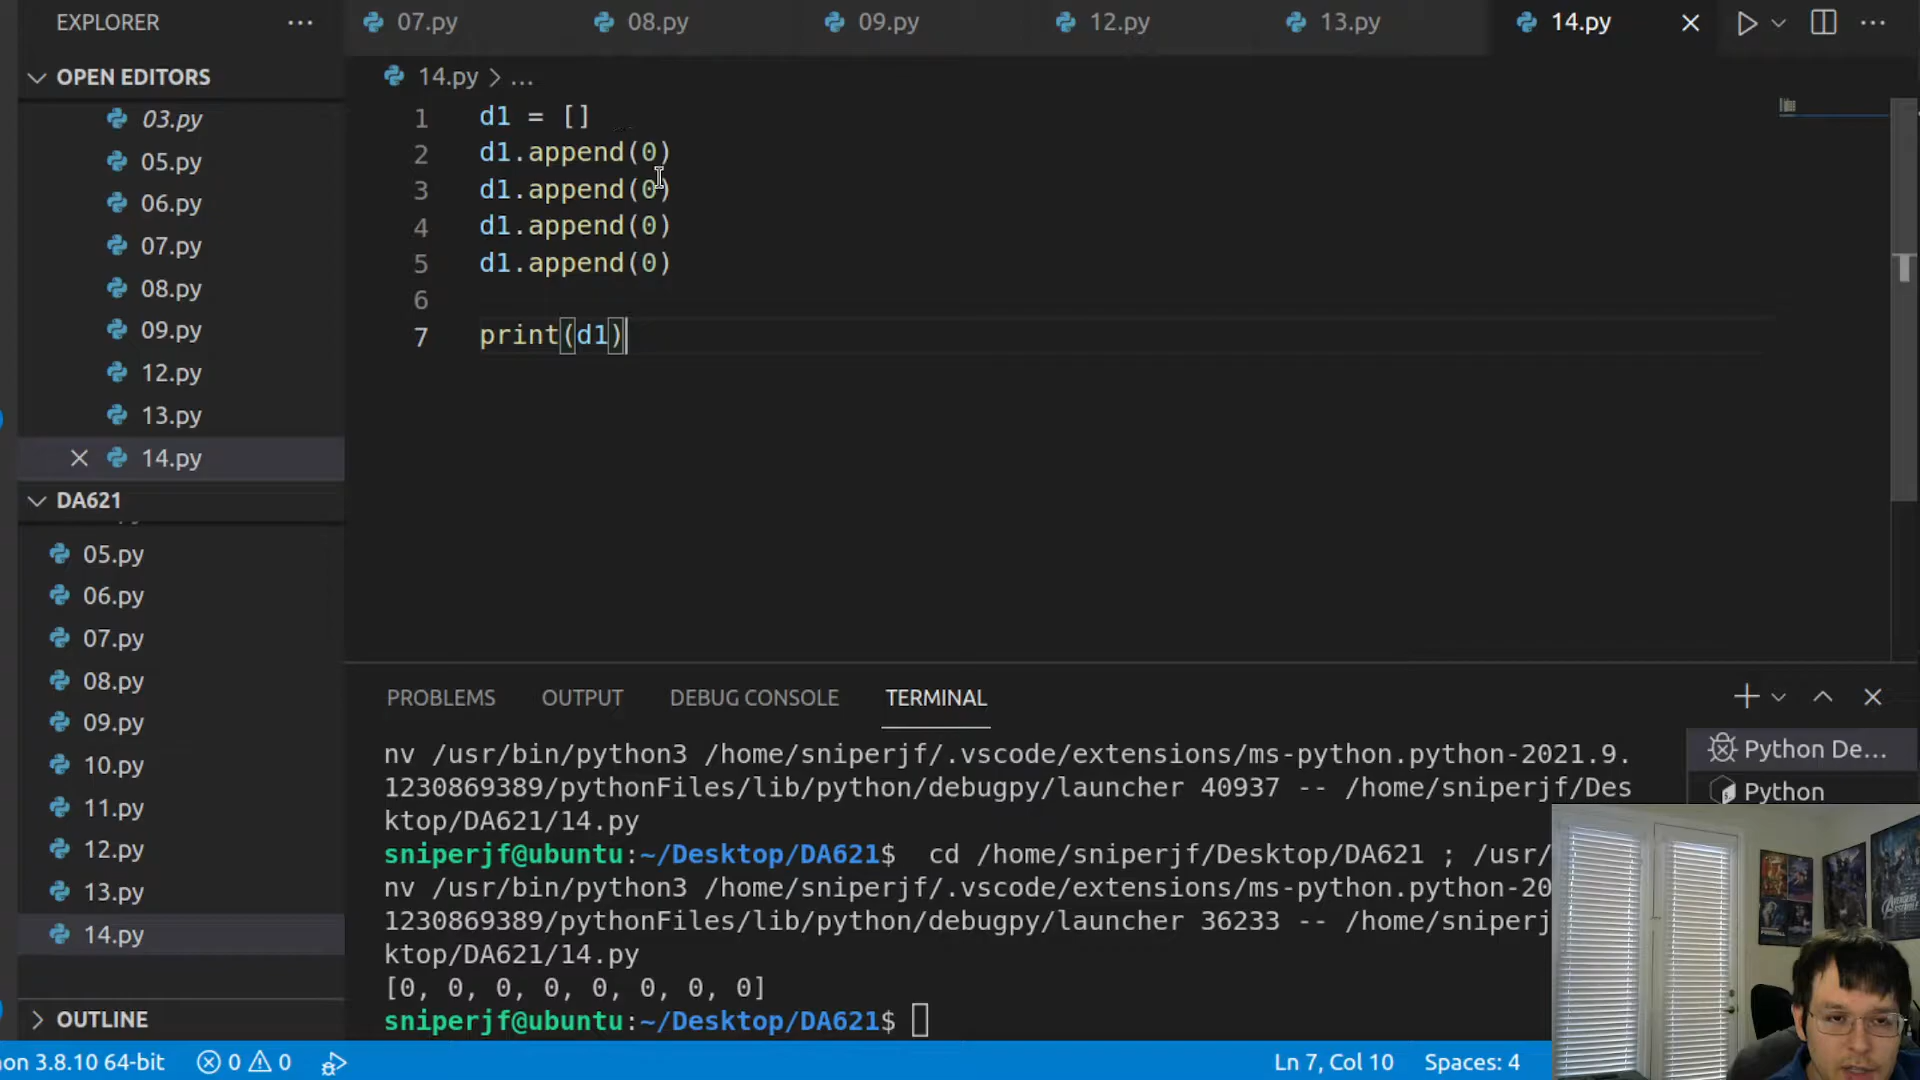 EXPLORER ...
07.py 08.py 09.py 12.py 13.py 14.py
OPEN EDITORS
03.py
05.py
06.py
07.py
08.py
09.py
12.py
13.py
14.py
DA621
05.py
06.py
07.py
08.py
09.py
10.py
11.py
12.py
13.py
14.py
OUTLINE
14.py > ...
1 d1 = []
2 d1.append(0)
3 d1.append(0)
4 d1.append(0)
5 d1.append(0)
6
7 print(d1)
PROBLEMS OUTPUT DEBUG CONSOLE TERMINAL
nv /usr/bin/python3 /home/sniperjf/.vscode/extensions/ms-python.python-2021.9.
1230869389/pythonFiles/lib/python/debugpy/launcher 40937 -- /home/sniperjf/Des
ktop/DA621/14.py
sniperjf@ubuntu:~/Desktop/DA621$ cd /home/sniperjf/Desktop/DA621 ; /usr/
nv /usr/bin/python3 /home/sniperjf/.vscode/extensions/ms-python.python-20
1230869389/pythonFiles/lib/python/debugpy/launcher 36233 -- /home/sniperj
ktop/DA621/14.py
[0, 0, 0, 0, 0, 0, 0, 0]
sniperjf@ubuntu:~/Desktop/DA621$
Python De...
Python
on 3.8.10 64-bit 0 0 Ln 7, Col 10 Spaces: 4